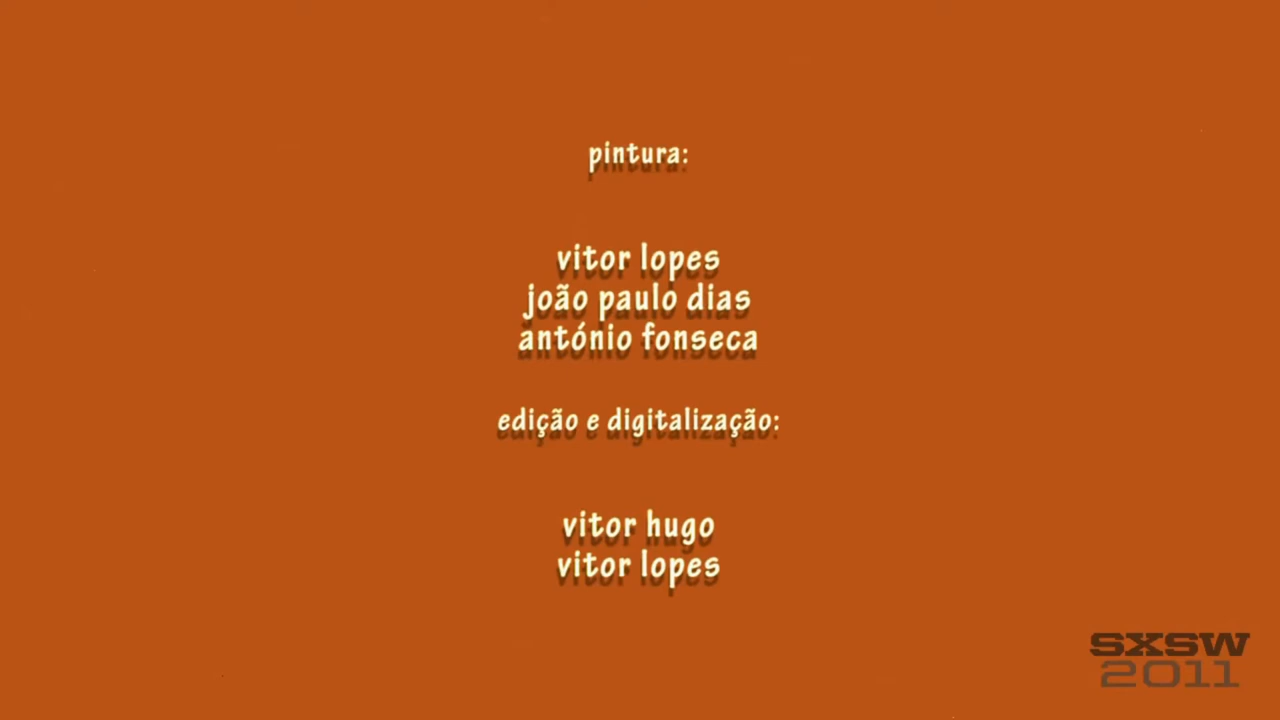 pintura:
vitor lopes
joão paulo dias
antónio fonseca
edição e digitalização:
vitor hugo
vitor lopes
SXSW
2011